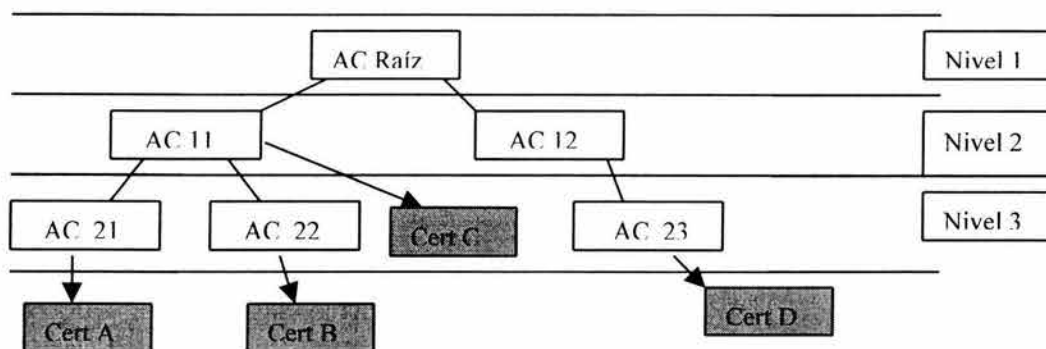 AC Raíz
Nivel 1
AC 11
AC 12
Nivel 2
AC 21
AC 22
Cert C
AC 23
Nivel 3
Cert A
Cert B
Cert D